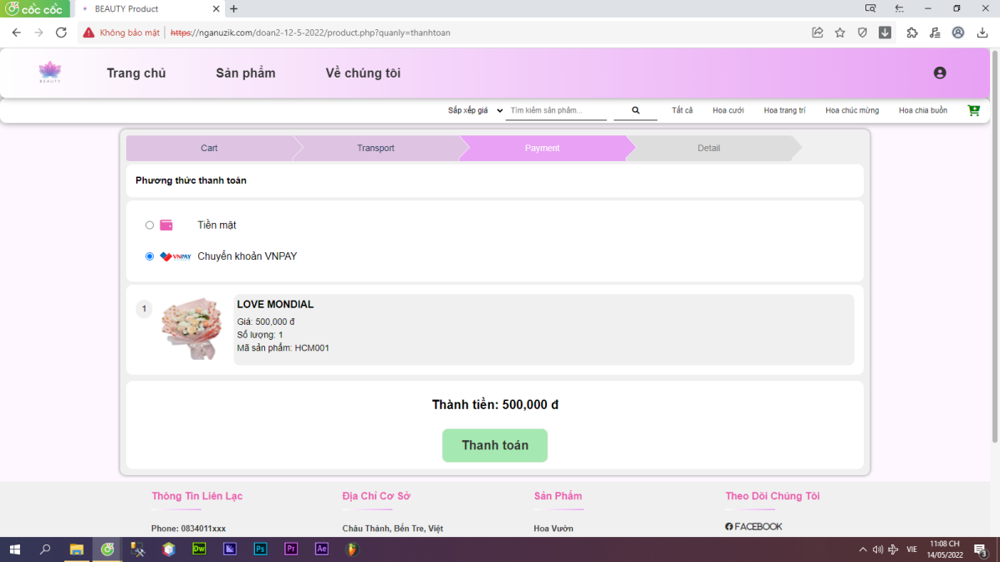 cốc cốc
BEAUTY Product
Không bảo mật
https://nganuzik.com/doan2-12-5-2022/product.php?quanly=thanhtoan
BEAUTY
Trang chủ
Sản phẩm
Về chúng tôi
Sắp xếp giá
Tìm kiếm sản phẩm...
Tất cả
Hoa cưới
Hoa trang trí
Hoa chúc mừng
Hoa chia buồn
Cart
Transport
Payment
Detail
Phương thức thanh toán
Tiền mặt
VNPAY
Chuyển khoản VNPAY
1
LOVE MONDIAL
Giá: 500,000 đ
Số lượng: 1
Mã sản phẩm: HCM001
Thành tiền: 500,000 đ
Thanh toán
Thông Tin Liên Lạc
Địa Chỉ Cơ Sở
Sản Phẩm
Theo Dõi Chúng Tôi
Phone: 0834011xxx
Châu Thành, Bến Tre, Việt
Hoa Vườn
FACEBOOK
Dw
Ps
Pr
Ae
VIE
11:08 CH
14/05/2022
3